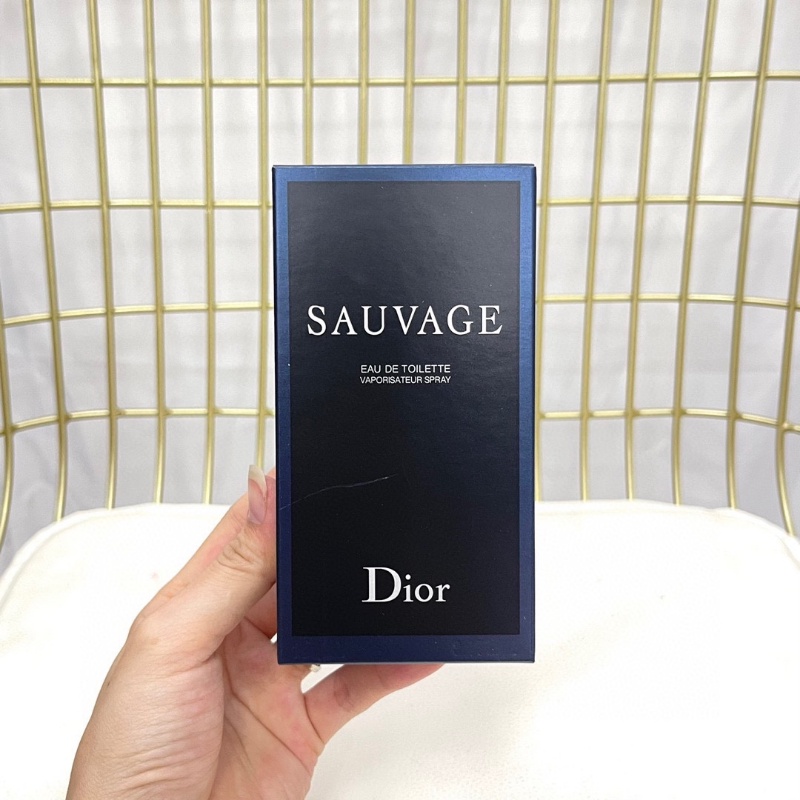 SAUVAGE
EAU DE TOILETTE
VAPORISATEUR SPRAY
Dior